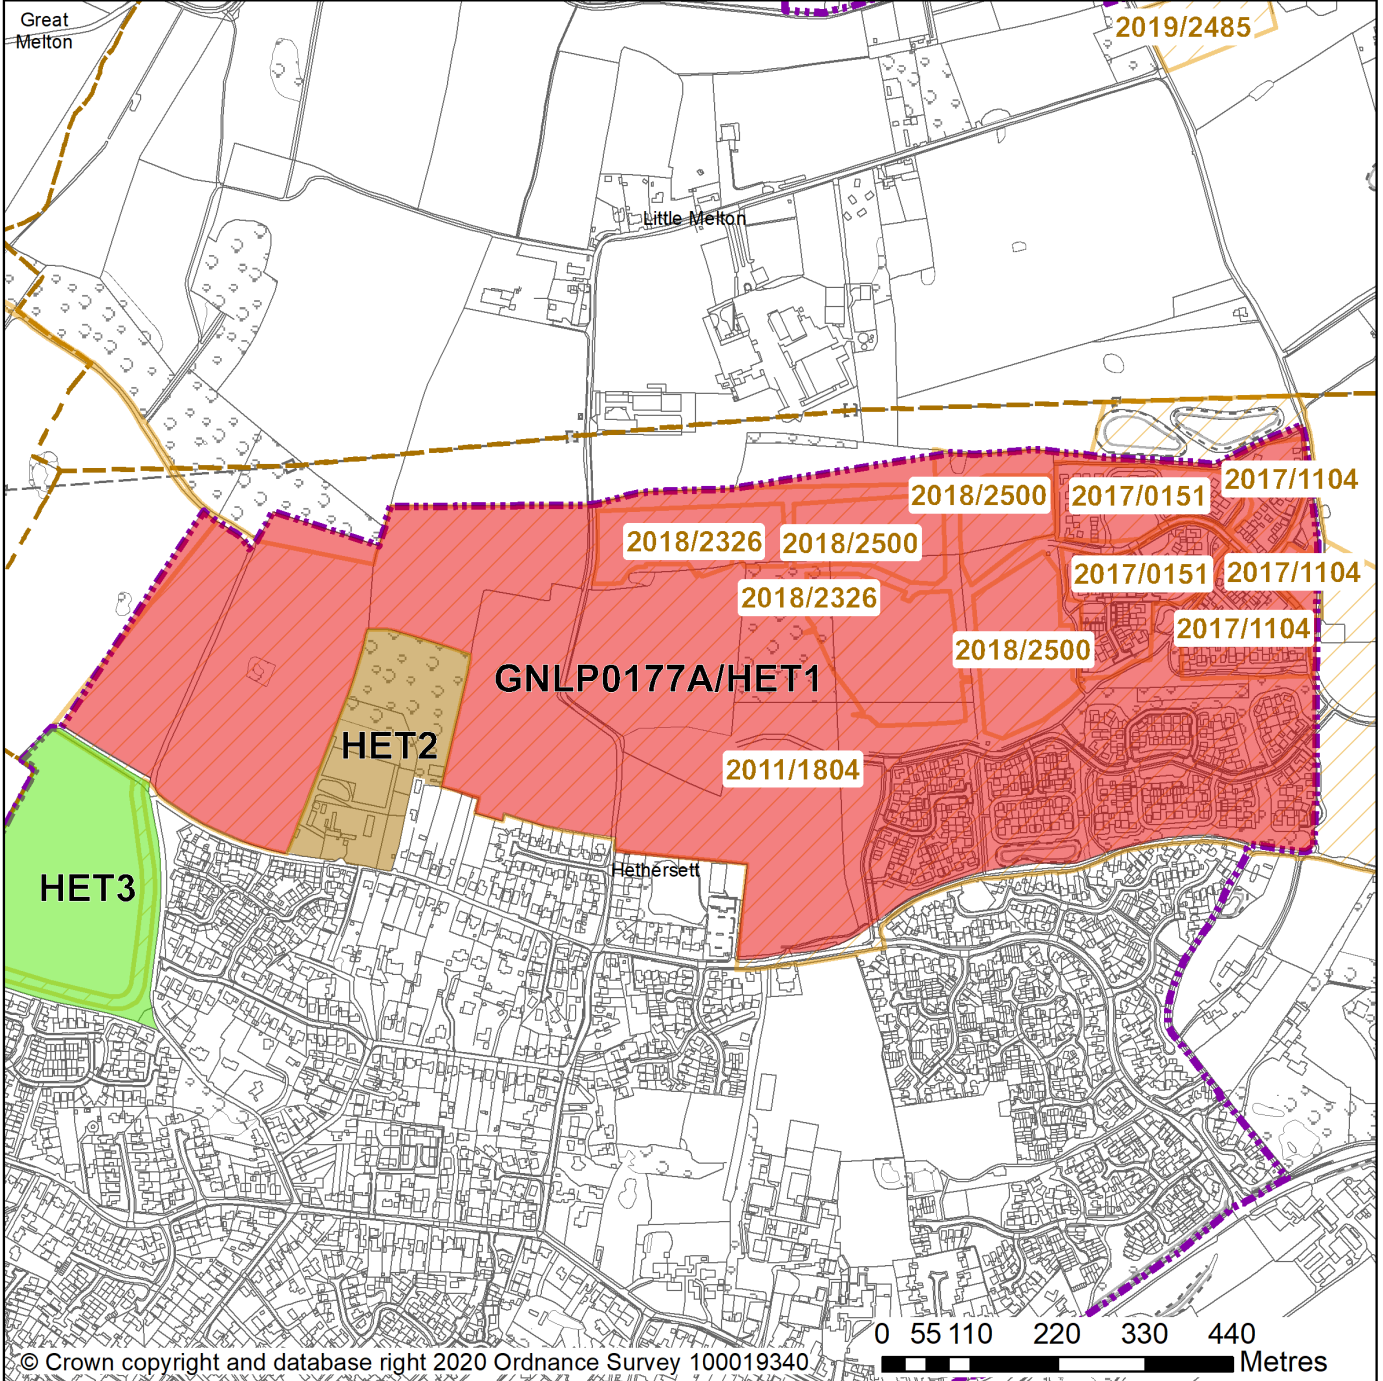 Great
Melton
2019/2485
Little Melton
2017/1104
2018/2500
2017/0151
2018/2326
2018/2500
2017/0151
2017/1104
2018/2326
2017/1104
2018/2500
GNLP0177A/HET1
HET2
2011/1804
Hethersett
HET3
0 55 110 220 330 440
Metres
© Crown copyright and database right 2020 Ordnance Survey 100019340